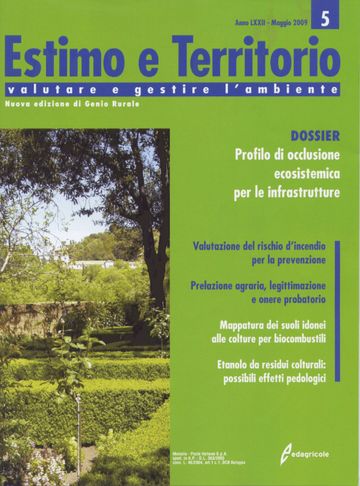 Anno LXXII - Maggio 2009
5
Estimo e Territorio
valutare e gestire l'ambiente
Nuova edizione di Genio Rurale
DOSSIER
Profilo di occlusione
ecosistemica
per le infrastrutture
Valutazione del rischio d'incendio
per la prevenzione
Prelazione agraria, legittimazione
e onere probatorio
Mappatura dei suoli idonei
alle colture per biocombustili
Etanolo da residui colturali:
possibili effetti pedologici
Edagricole